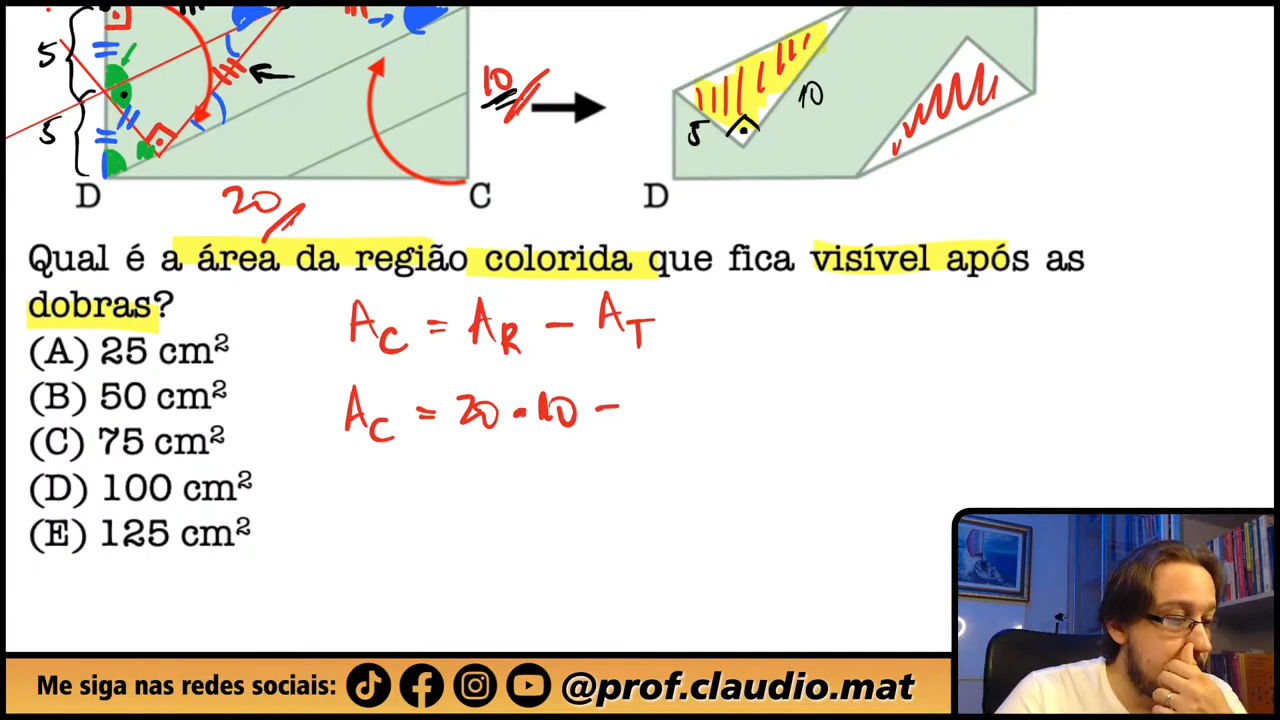 5
10
10
5
5
D
C
D
20
Qual é a área da região colorida que fica visível após as
dobras?
(A) 25 cm²
(B) 50 cm²
(C) 75 cm²
(D) 100 cm²
(E) 125 cm²
A_C = A_R - A_T
A_C = 20 · 10 -
Me siga nas redes sociais: @prof.claudio.mat